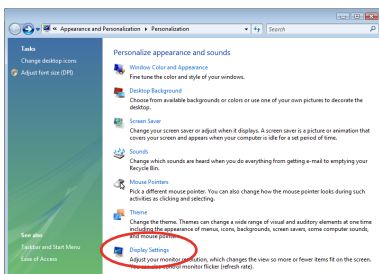 « Appearance and Personalization ▸ Personalization
Search
Tasks
Change desktop icons
Adjust font size (DPI)
See also
Taskbar and Start Menu
Ease of Access
Personalize appearance and sounds
Window Color and Appearance
Fine tune the color and style of your windows.
Desktop Background
Choose from available backgrounds or colors or use one of your own pictures to decorate the
desktop.
Screen Saver
Change your screen saver or adjust when it displays. A screen saver is a picture or animation that
covers your screen and appears when your computer is idle for a set period of time.
Sounds
Change which sounds are heard when you do everything from getting e-mail to emptying your
Recycle Bin.
Mouse Pointers
Pick a different mouse pointer. You can also change how the mouse pointer looks during such
activities as clicking and selecting.
Theme
Change the theme. Themes can change a wide range of visual and auditory elements at one time
including the appearance of menus, icons, backgrounds, screen savers, some computer sounds,
and mouse pointers.
Display Settings
Adjust your monitor resolution, which changes the view so more or fewer items fit on the screen.
You can also control monitor flicker (refresh rate).